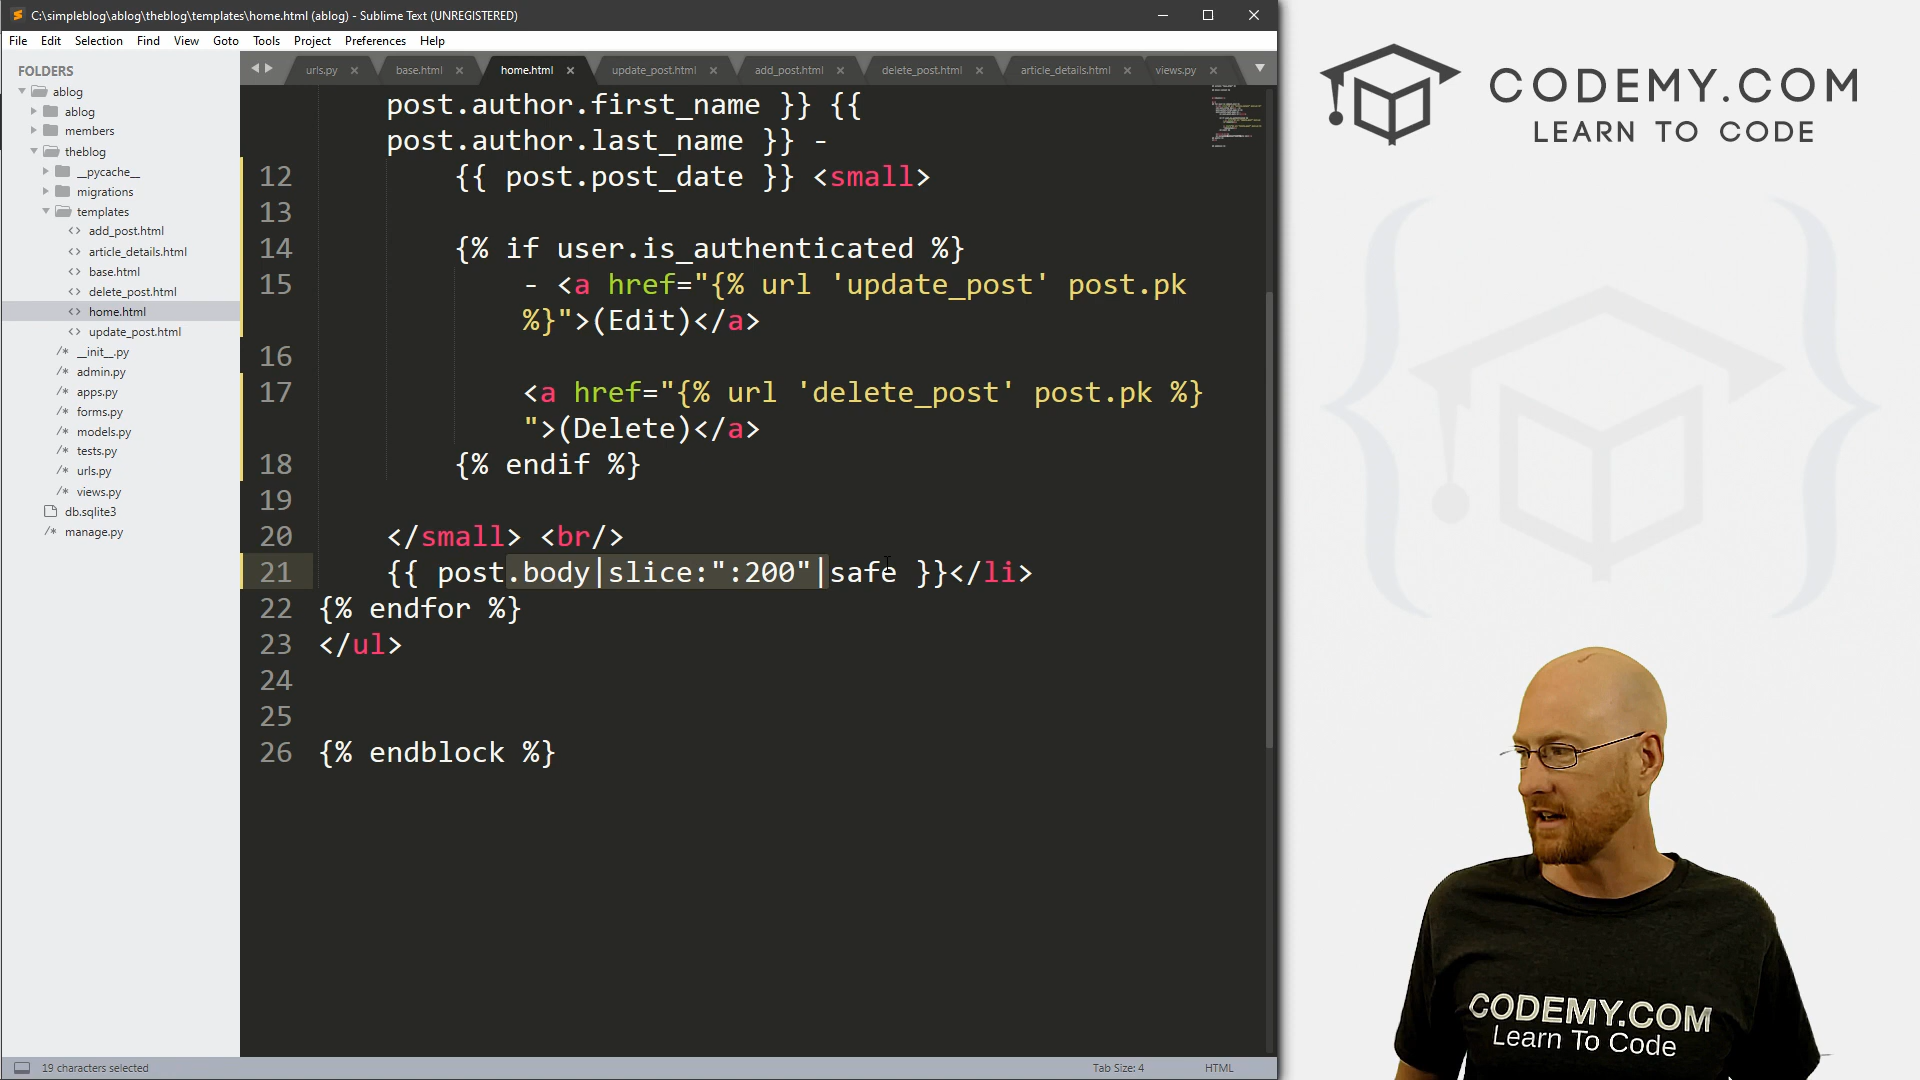 C:\simpleblog\ablog\theblog\templates\home.html (ablog) - Sublime Text (UNREGISTERED)
File Edit Selection Find View Goto Tools Project Preferences Help
FOLDERS
ablog
ablog
members
theblog
__pycache__
migrations
templates
add_post.html
article_details.html
base.html
delete_post.html
home.html
update_post.html
__init__.py
admin.py
apps.py
forms.py
models.py
tests.py
urls.py
views.py
db.sqlite3
manage.py
urls.py base.html home.html update_post.html add_post.html delete_post.html article_details.html views.py
post.author.first_name }} {{
post.author.last_name }} -
12 {{ post.post_date }} <small>
13
14 {% if user.is_authenticated %}
15 - <a href="{% url 'update_post' post.pk
%}">(Edit)</a>
16
17 <a href="{% url 'delete_post' post.pk %}
">(Delete)</a>
18 {% endif %}
19
20 </small> <br/>
21 {{ post.body|slice:":200"|safe }}</li>
22 {% endfor %}
23 </ul>
24
25
26 {% endblock %}
19 characters selected
Tab Size: 4
HTML
CODEMY.COM
LEARN TO CODE
CODEMY.COM
Learn To Code